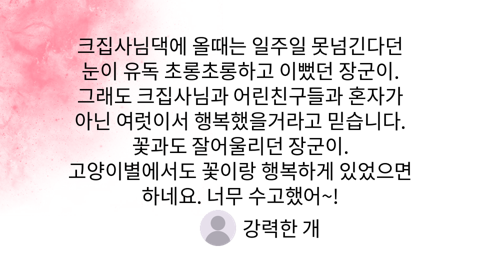 크집사님댁에 올때는 일주일 못넘긴다던
눈이 유독 초롱초롱하고 이뻤던 장군이.
그래도 크집사님과 어린친구들과 혼자가
아닌 여럿이서 행복했을거라고 믿습니다.
꽃과도 잘어울리던 장군이.
고양이별에서도 꽃이랑 행복하게 있었으면
하네요. 너무 수고했어~!
강력한 개